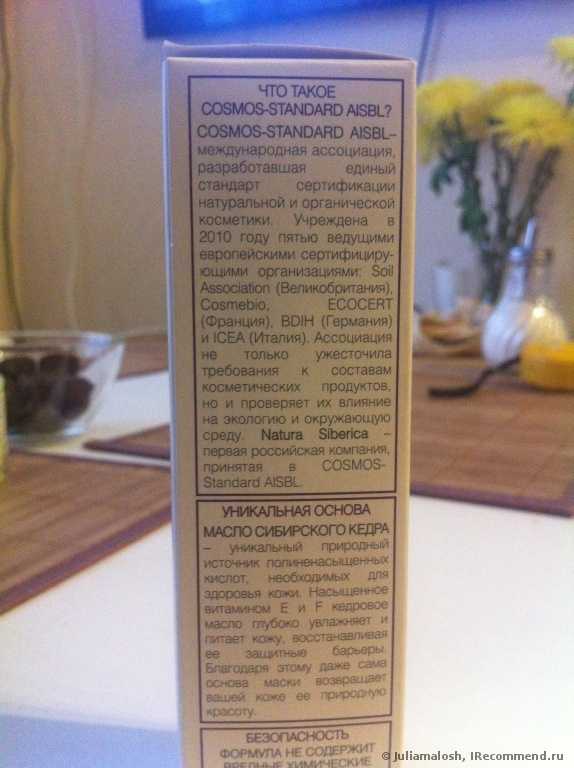 ЧТО ТАКОЕ
COSMOS-STANDARD AISBL?
COSMOS-STANDARD AISBL–
международная ассоциация,
разработавшая единый
стандарт сертификации
натуральной и органической
косметики. Учреждена в
2010 году пятью ведущими
европейскими сертифициру-
ющими организациями: Soil
Association (Великобритания),
Cosmebio, ECOCERT
(Франция), BDIH (Германия)
и ICEA (Италия). Ассоциация
не только ужесточила
требования к составам
косметических продуктов,
но и проверяет их влияние
на экологию и окружающую
среду. Natura Siberica –
первая российская компания,
принятая в COSMOS-
Standard AISBL.
УНИКАЛЬНАЯ ОСНОВА
МАСЛО СИБИРСКОГО КЕДРА
– уникальный природный
источник полиненасыщенных
кислот, необходимых для
здоровья кожи. Насыщенное
витамином Е и F кедровое
масло глубоко увлажняет и
питает кожу, восстанавливая
ее защитные барьеры.
Благодаря этому даже сама
основа маски возвращает
вашей коже ее природную
красоту.
БЕЗОПАСНОСТЬ
ФОРМУЛА НЕ СОДЕРЖИТ
ВРЕДНЫЕ ХИМИЧЕСКИЕ
© Juliamalosh, IRecommend.ru